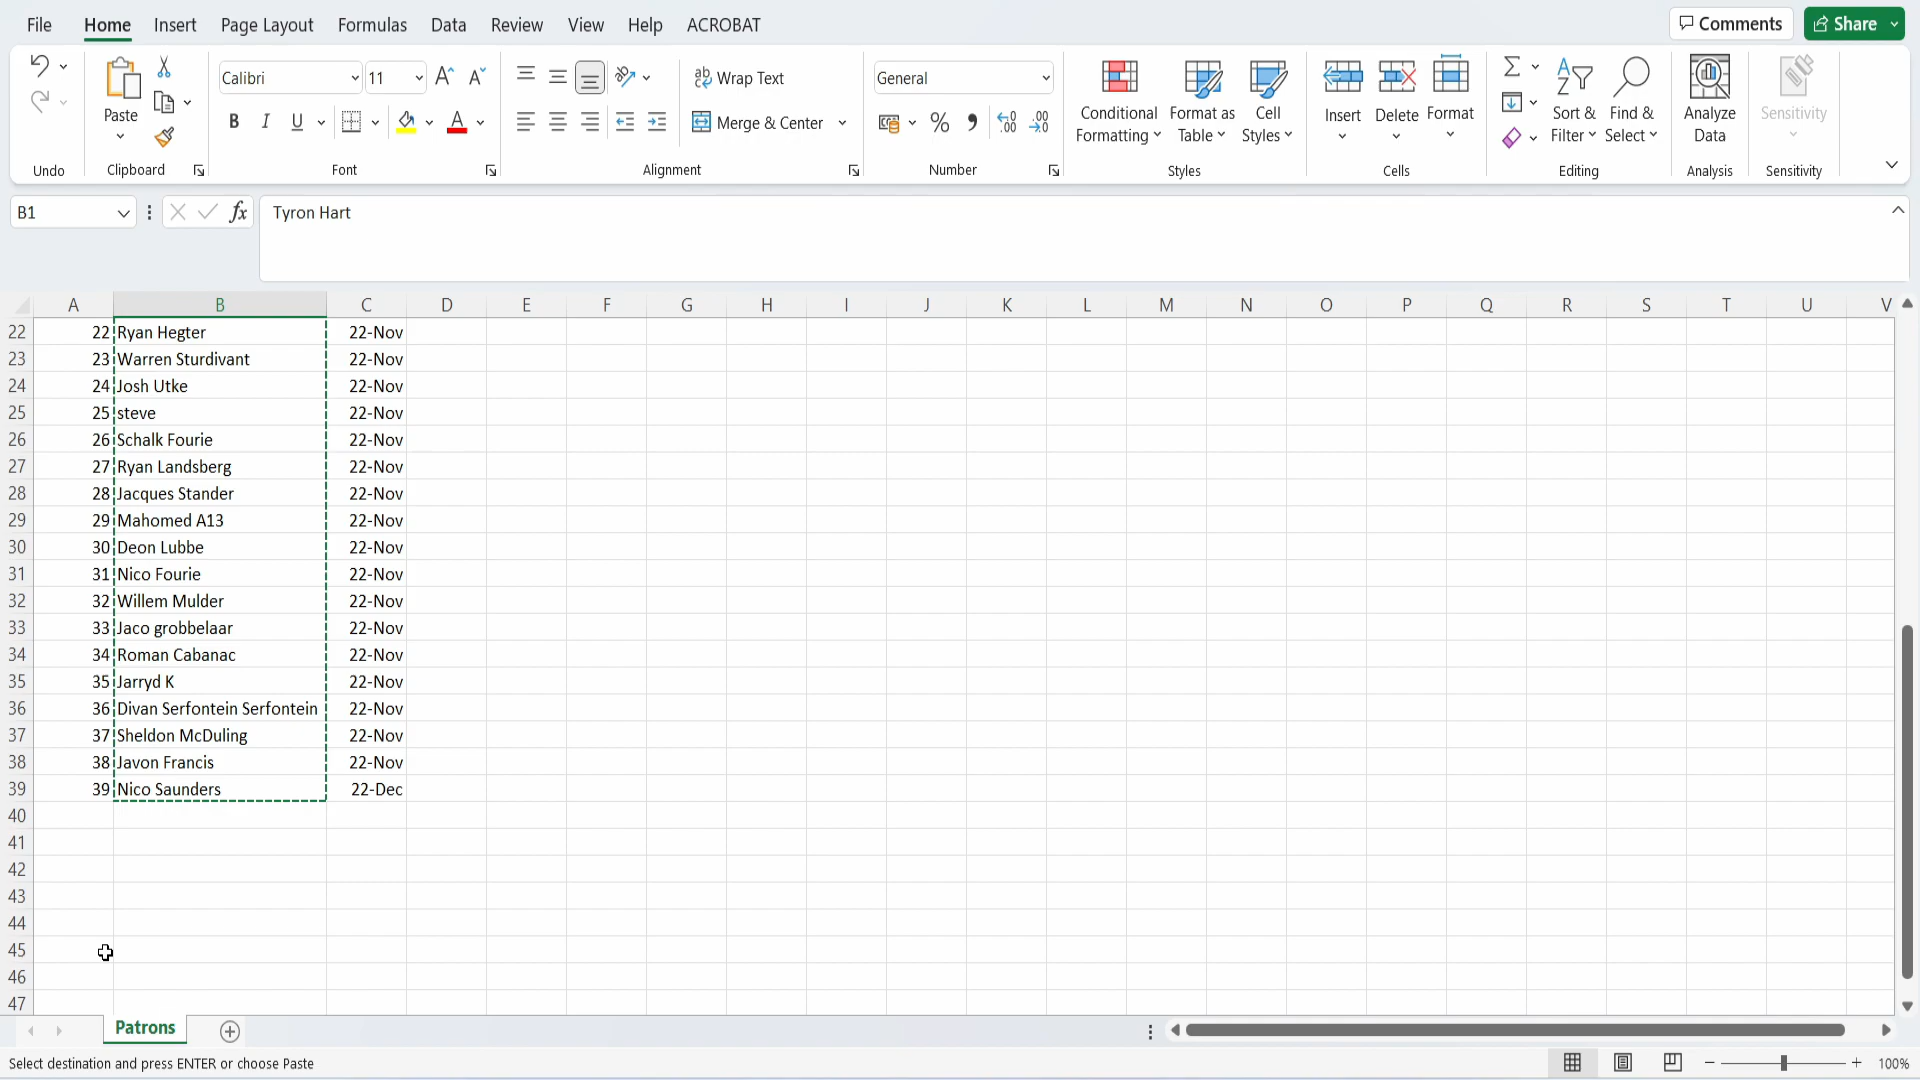 File Home Insert Page Layout Formulas Data Review View Help ACROBAT Comments Share
Calibri 11 Wrap Text General
Paste Conditional Format as Cell Insert Delete Format Sort & Find & Analyze Sensitivity
B I U A Merge & Center % Formatting Table Styles Filter Select Data
Undo Clipboard Font Alignment Number Styles Cells Editing Analysis Sensitivity
B1 fx Tyron Hart
A B C D E F G H I J K L M N O P Q R S T U V
22 22 Ryan Hegter 22-Nov
23 23 Warren Sturdivant 22-Nov
24 24 Josh Utke 22-Nov
25 25 steve 22-Nov
26 26 Schalk Fourie 22-Nov
27 27 Ryan Landsberg 22-Nov
28 28 Jacques Stander 22-Nov
29 29 Mahomed A13 22-Nov
30 30 Deon Lubbe 22-Nov
31 31 Nico Fourie 22-Nov
32 32 Willem Mulder 22-Nov
33 33 Jaco grobbelaar 22-Nov
34 34 Roman Cabanac 22-Nov
35 35 Jarryd K 22-Nov
36 36 Divan Serfontein Serfontein 22-Nov
37 37 Sheldon McDuling 22-Nov
38 38 Javon Francis 22-Nov
39 39 Nico Saunders 22-Dec
40
41
42
43
44
45
46
47
Patrons
Select destination and press ENTER or choose Paste 100%